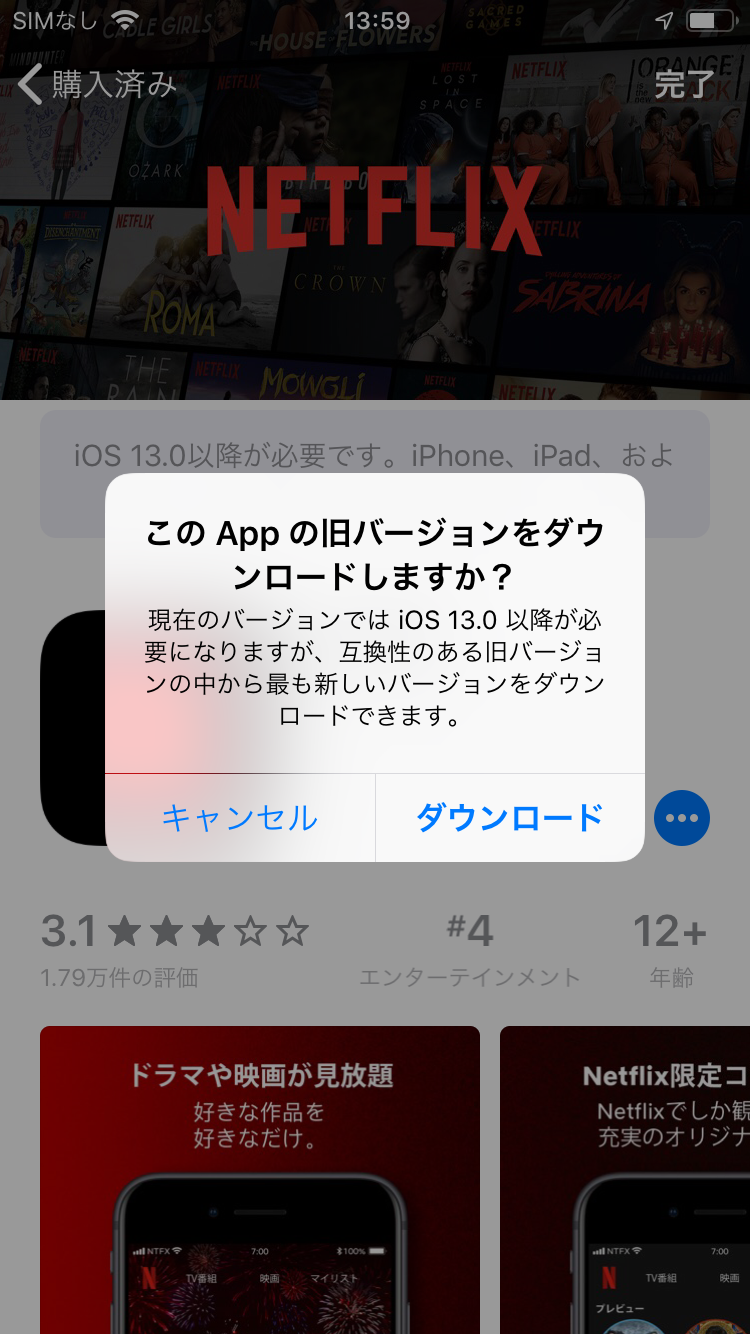 SIMなし 13:59
CABLE GIRLS
-HOUSE FLOWERS
SACRED GAMES
購入済み
完了
NETFLIX
LOST IN SPACE
NETFLIX
ORANGE is the new BLACK
OZARK
NETFLIX
NETFLIX
DISENCHANTMENT
NETFLIX
ROMA
THE CROWN
NETFLIX
SABRINA
NETFLIX
THE RAIN
NETFLIX
MOWGLI
NETFLIX
NETFLIX
iOS 13.0以降が必要です。iPhone、iPad、およ
この App の旧バージョンをダウ
ンロードしますか？
現在のバージョンでは iOS 13.0 以降が必
要になりますが、互換性のある旧バージョ
ンの中から最も新しいバージョンをダウン
ロードできます。
キャンセル
ダウンロード
3.1
#4
12+
1.79万件の評価
エンターテインメント
年齢
ドラマや映画が見放題
好きな作品を
好きなだけ。
NTFX 7:00 100%
N TV番組 映画 マイリスト
Netflix限定コ
Netflixでしか観
充実のオリジナ
NTFX 7:00
N TV番組 映画
プレビュー